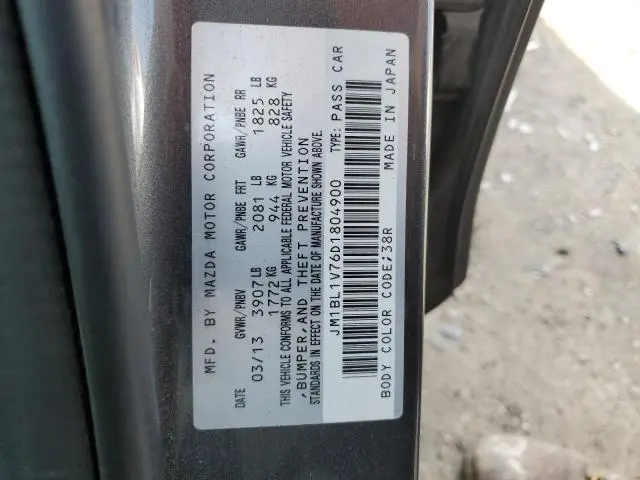 MFD. BY MAZDA MOTOR CORPORATION
DATE GVWR/PNBV GAWR/PNBE FRT GAWR/PNBE RR
03/13 3907 LB 2081 LB 1825 LB
1772 KG 944 KG 828 KG
THIS VEHICLE CONFORMS TO ALL APPLICABLE FEDERAL MOTOR VEHICLE SAFETY
,BUMPER,AND THEFT PREVENTION
STANDARDS IN EFFECT ON THE DATE OF MANUFACTURE SHOWN ABOVE.
JM1BL1V76D1804900 TYPE: PASS CAR
BODY COLOR CODE;38R MADE IN JAPAN